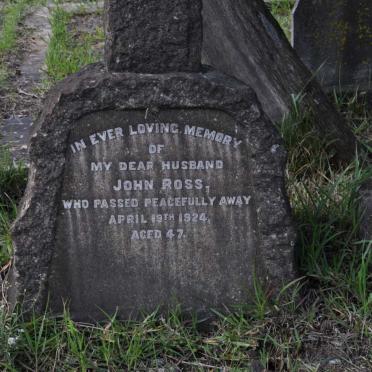 IN EVER LOVING MEMORY
OF
MY DEAR HUSBAND
JOHN ROSS.
WHO PASSED PEACEFULLY AWAY
APRIL 19TH 1924.
AGED 47.